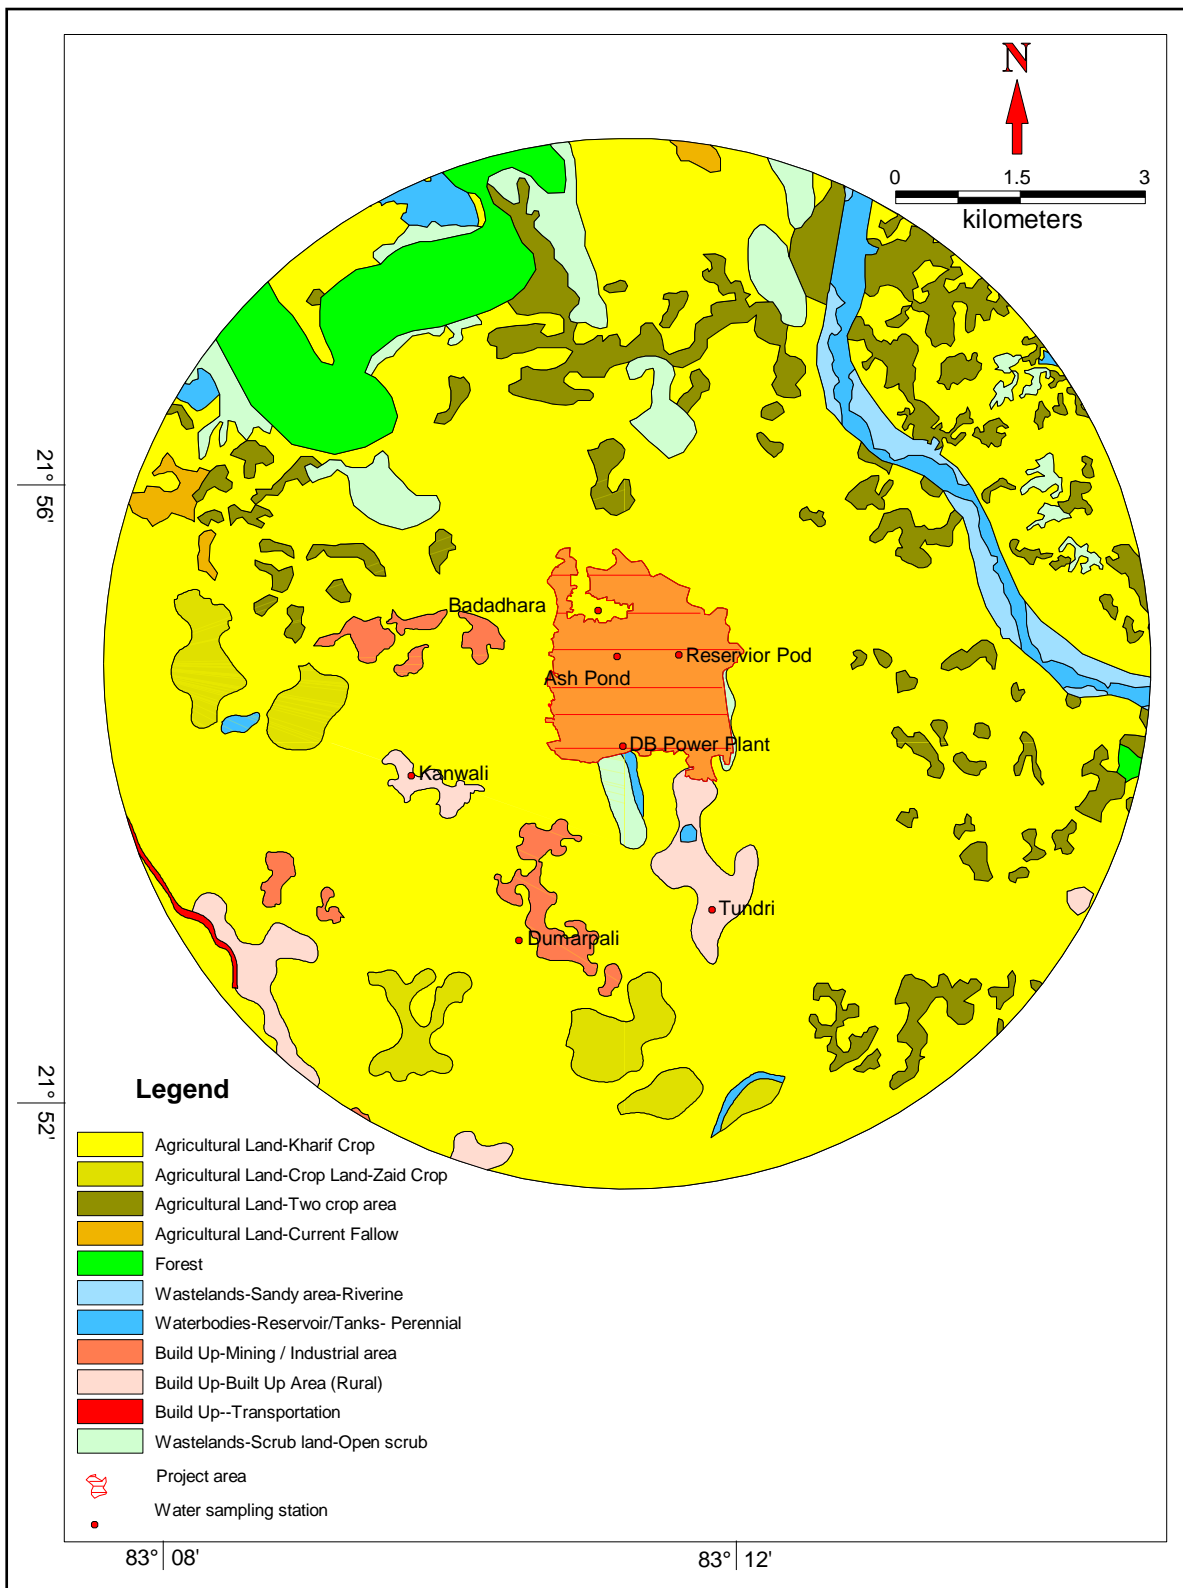 N
0 1.5 3
kilometers
21° 56'
Badadhara
Reservior Pod
Ash Pond
DB Power Plant
Kanwali
Tundri
Dumarpali
21° 52'
Legend
Agricultural Land-Kharif Crop
Agricultural Land-Crop Land-Zaid Crop
Agricultural Land-Two crop area
Agricultural Land-Current Fallow
Forest
Wastelands-Sandy area-Riverine
Waterbodies-Reservoir/Tanks- Perennial
Build Up-Mining / Industrial area
Build Up-Built Up Area (Rural)
Build Up--Transportation
Wastelands-Scrub land-Open scrub
Project area
Water sampling station
83° 08' 83° 12'